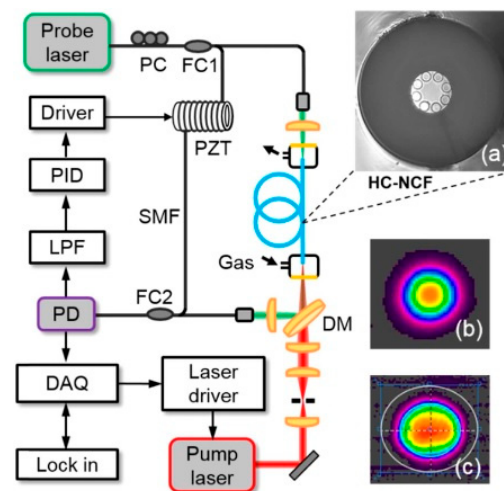 Probe
laser
PC
FC1
Driver
PZT
PID
SMF
LPF
Gas
PD
FC2
DM
DAQ
Laser
driver
Lock in
Pump
laser
(a)
HC-NCF
(b)
(c)